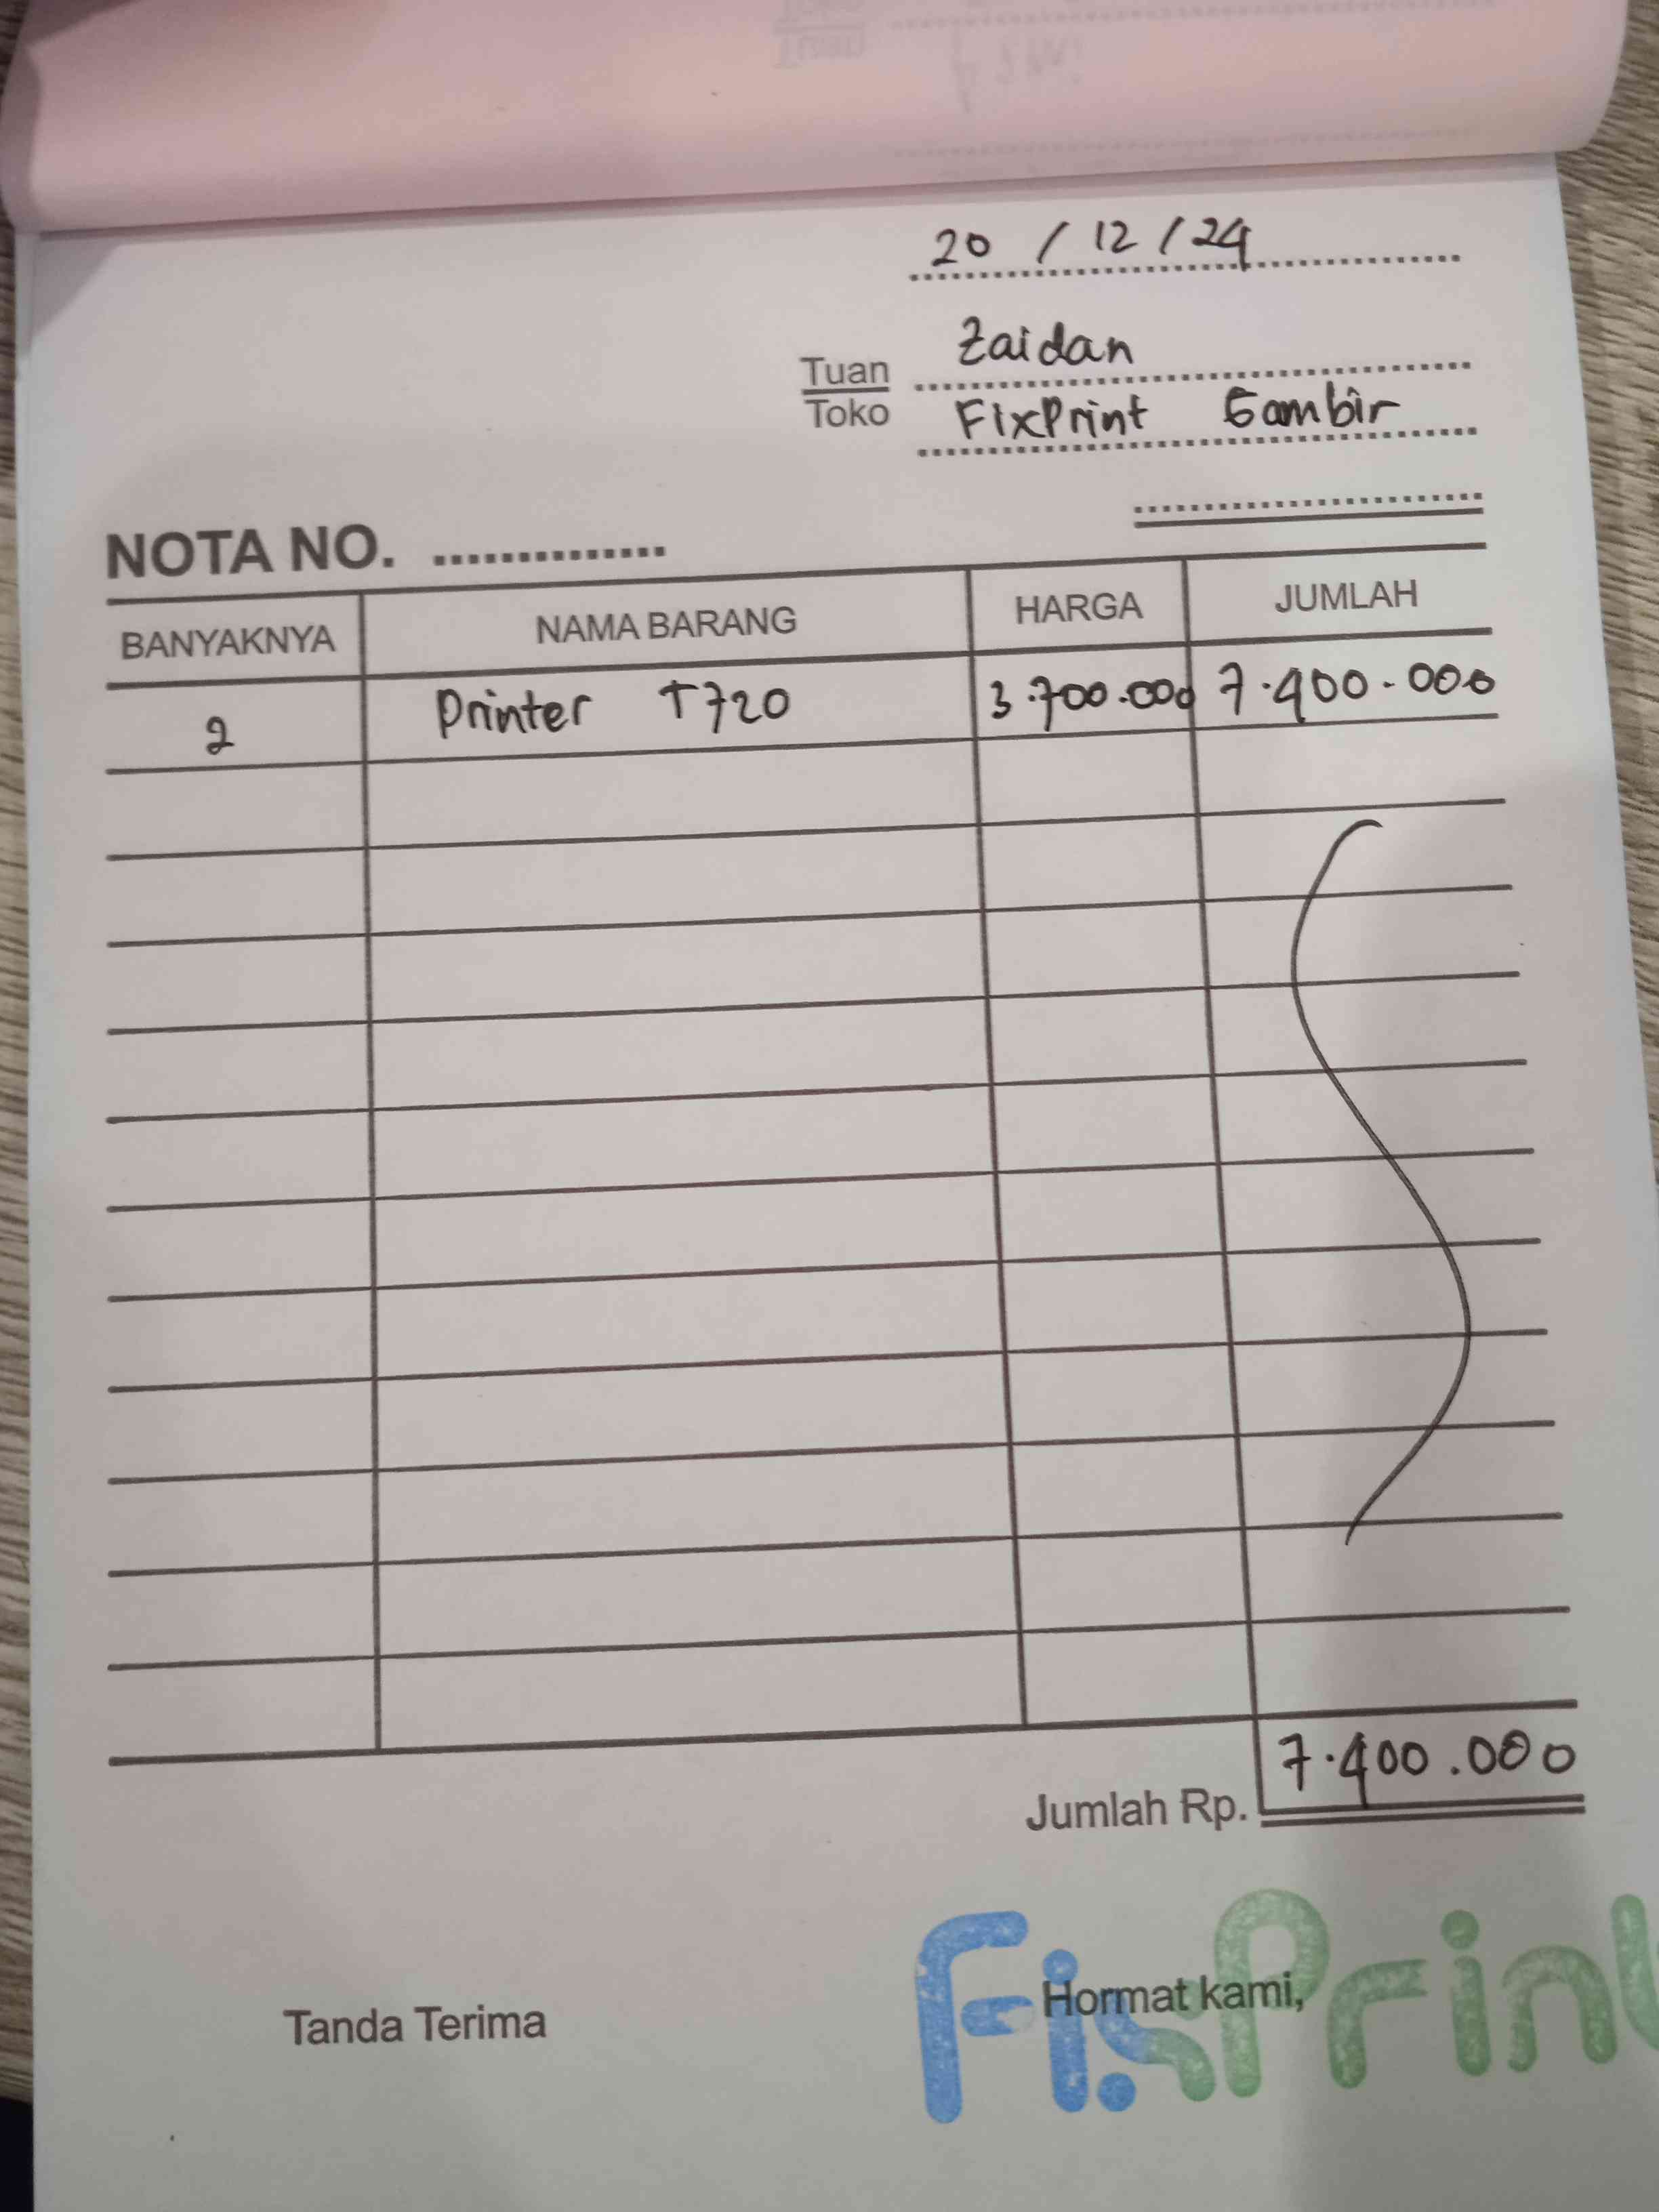 20 / 12 / 24
Tuan Zaidan
Toko FixPrint Gambir
NOTA NO. ..............
BANYAKNYA NAMA BARANG HARGA JUMLAH
2 Printer T720 3.700.000 7.400.000
Jumlah Rp. 7.400.000
Tanda Terima Hormat kami,
FixPrint